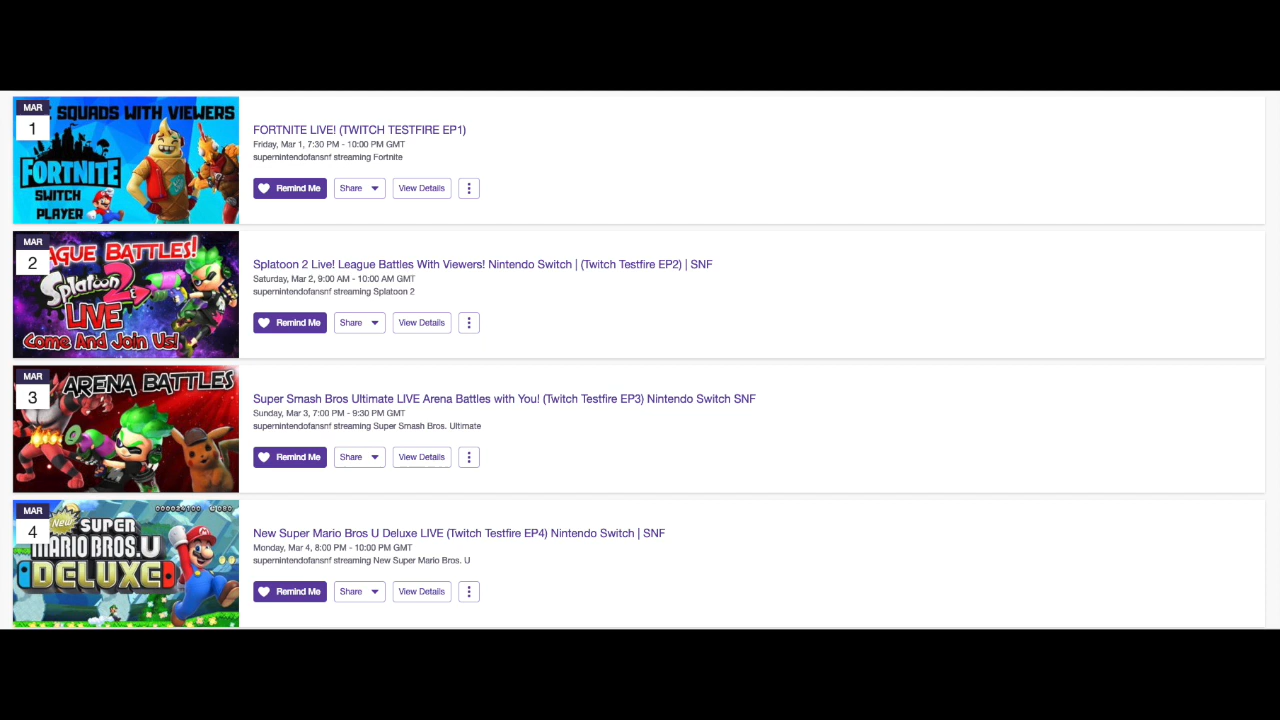 MAR
1
SQUADS WITH VIEWERS
FORTNITE
SWITCH
PLAYER
FORTNITE LIVE! (TWITCH TESTFIRE EP1)
Friday, Mar 1, 7:30 PM - 10:00 PM GMT
supernintendofansnf streaming Fortnite
Remind Me Share View Details
MAR
2
AGUE BATTLES!
Splatoon 2
LIVE
Come And Join Us!
Splatoon 2 Live! League Battles With Viewers! Nintendo Switch | (Twitch Testfire EP2) | SNF
Saturday, Mar 2, 9:00 AM - 10:00 AM GMT
supernintendofansnf streaming Splatoon 2
Remind Me Share View Details
MAR
3
ARENA BATTLES
Super Smash Bros Ultimate LIVE Arena Battles with You! (Twitch Testfire EP3) Nintendo Switch SNF
Sunday, Mar 3, 7:00 PM - 9:30 PM GMT
supernintendofansnf streaming Super Smash Bros. Ultimate
Remind Me Share View Details
MAR
4
New
SUPER
MARIO BROS.U
DELUXE
New Super Mario Bros U Deluxe LIVE (Twitch Testfire EP4) Nintendo Switch | SNF
Monday, Mar 4, 8:00 PM - 10:00 PM GMT
supernintendofansnf streaming New Super Mario Bros. U
Remind Me Share View Details